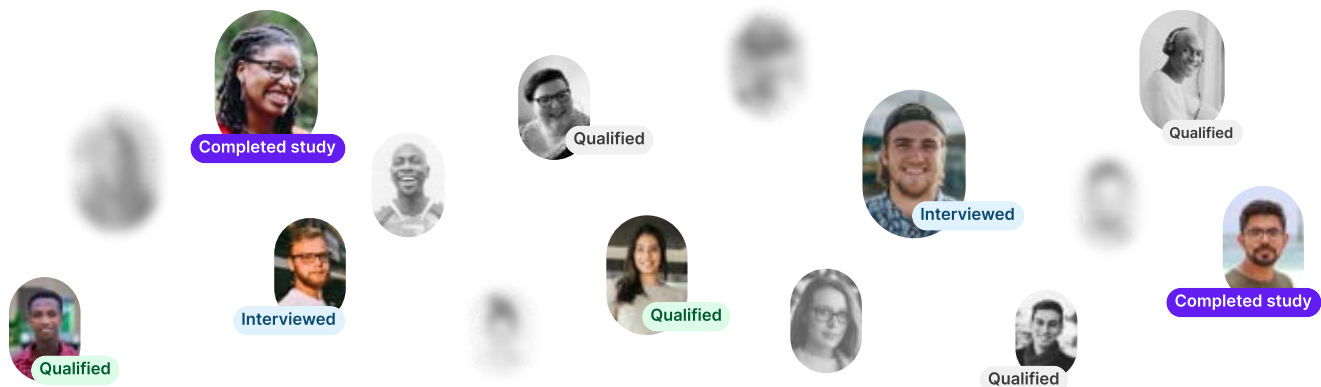 Completed study
Qualified
Qualified
Interviewed
Interviewed
Qualified
Completed study
Qualified
Qualified